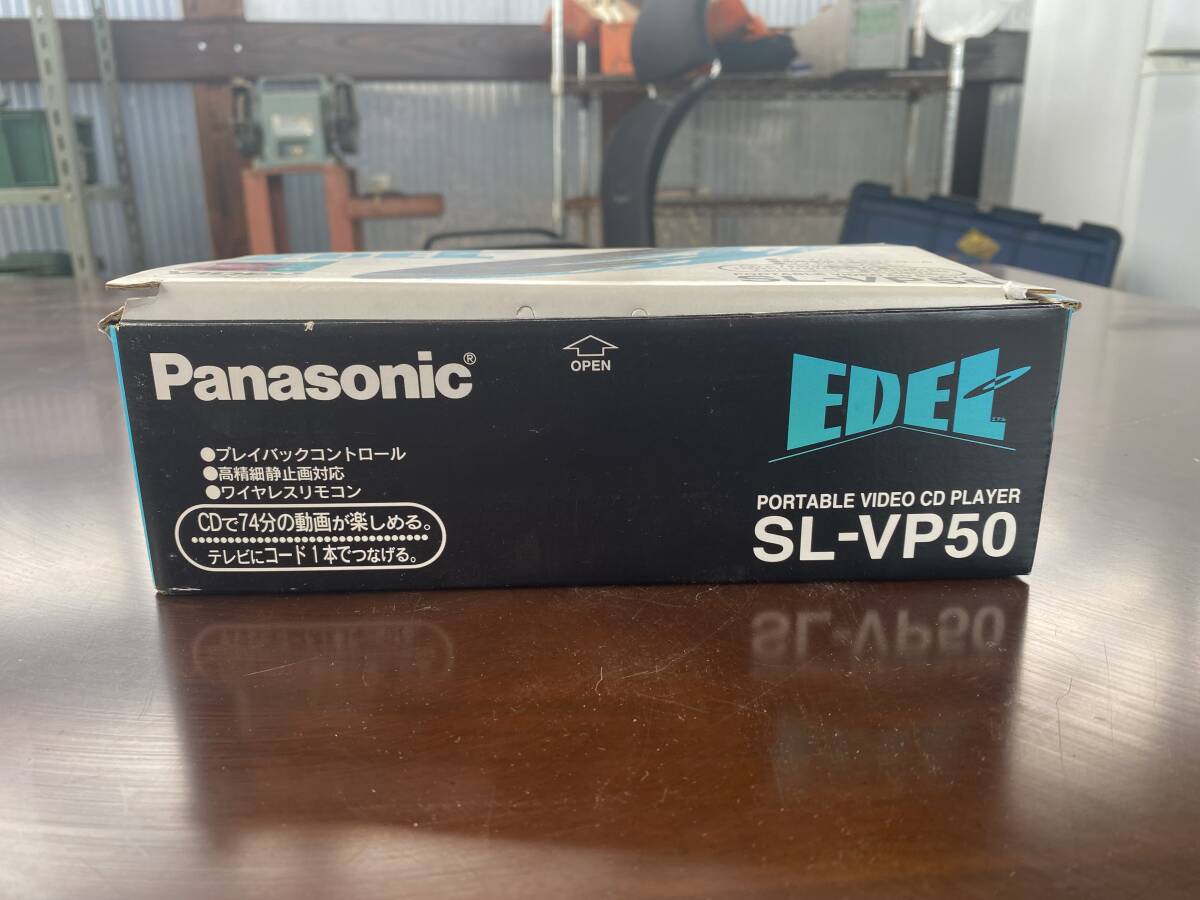 EDEL
SL-VP50
Panasonic®
OPEN
EDEL
エデル
●プレイバックコントロール
●高精細静止画対応
●ワイヤレスリモコン
CDで74分の動画が楽しめる。
テレビにコード1本でつなげる。
PORTABLE VIDEO CD PLAYER
SL-VP50